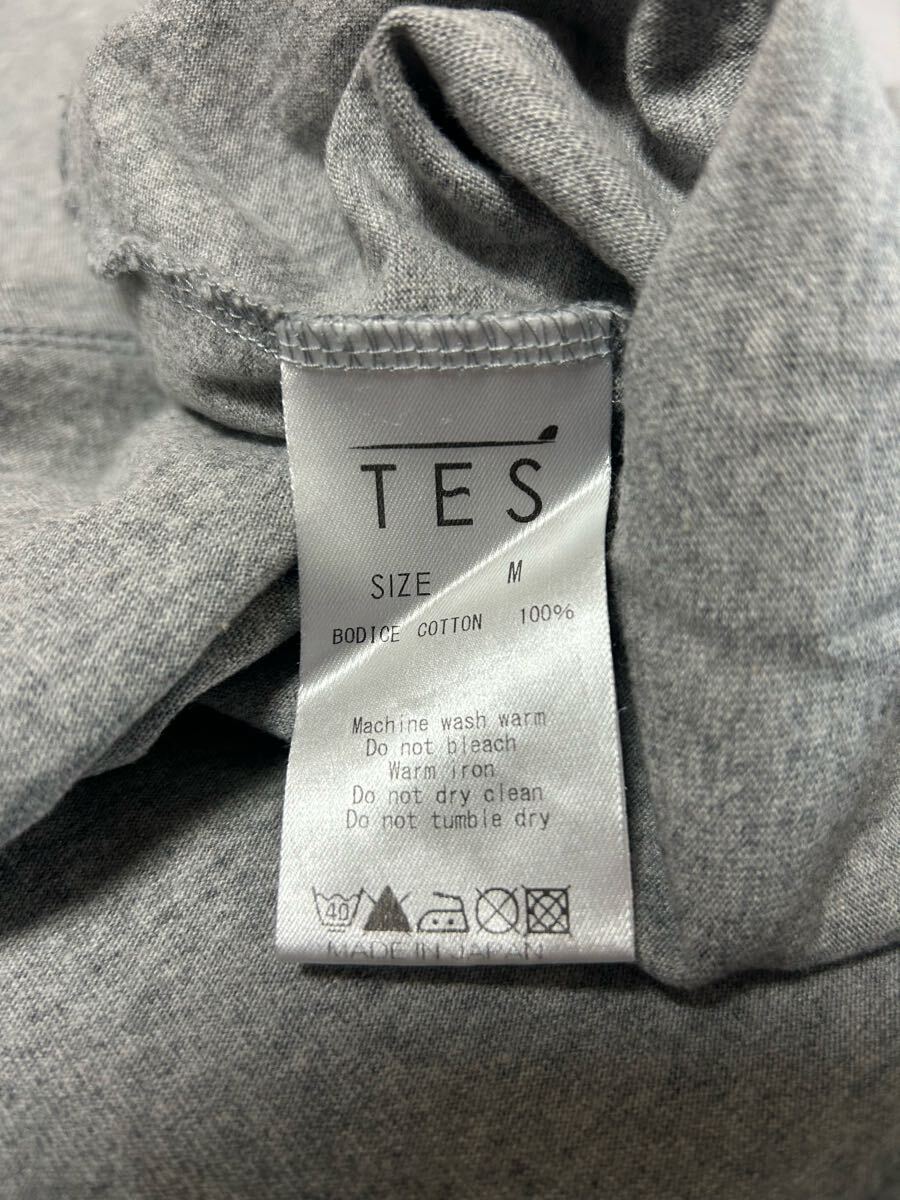 TES
SIZE M
BODICE COTTON 100%
Machine wash warm
Do not bleach
Warm iron
Do not dry clean
Do not tumble dry
40
MADE IN JAPAN